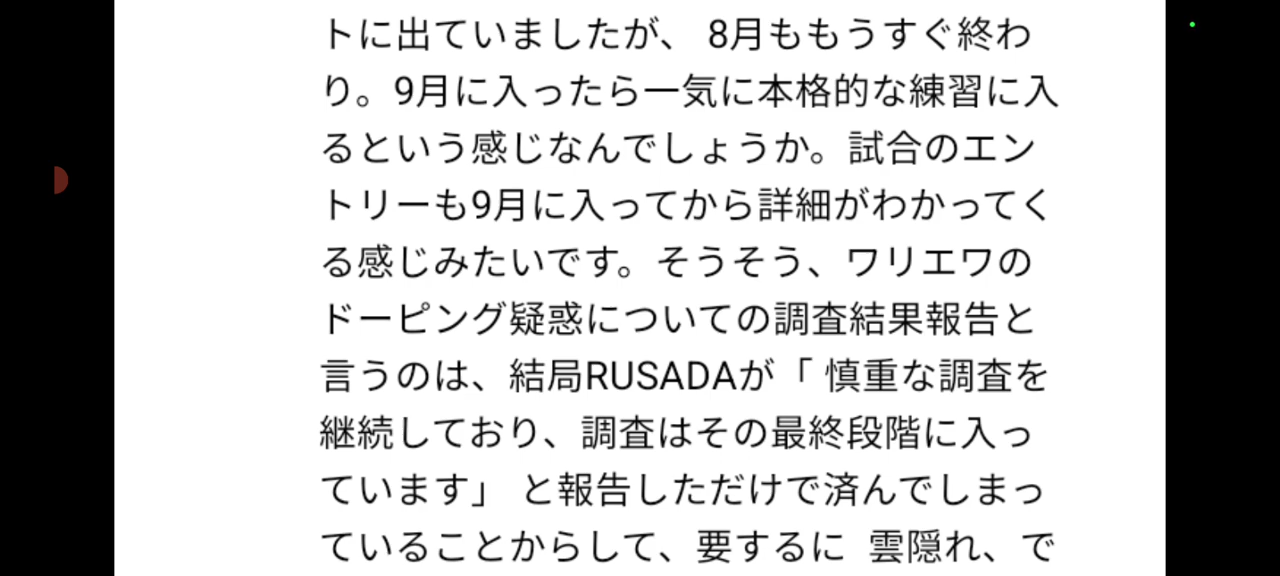 トに出ていましたが、 8月ももうすぐ終わ
り。9月に入ったら一気に本格的な練習に入
るという感じなんでしょうか。試合のエン
トリーも9月に入ってから詳細がわかってく
る感じみたいです。そうそう、ワリエワの
ドーピング疑惑についての調査結果報告と
言うのは、結局RUSADAが「 慎重な調査を
継続しており、調査はその最終段階に入っ
ています」 と報告しただけで済んでしまっ
ていることからして、要するに 雲隠れ、で